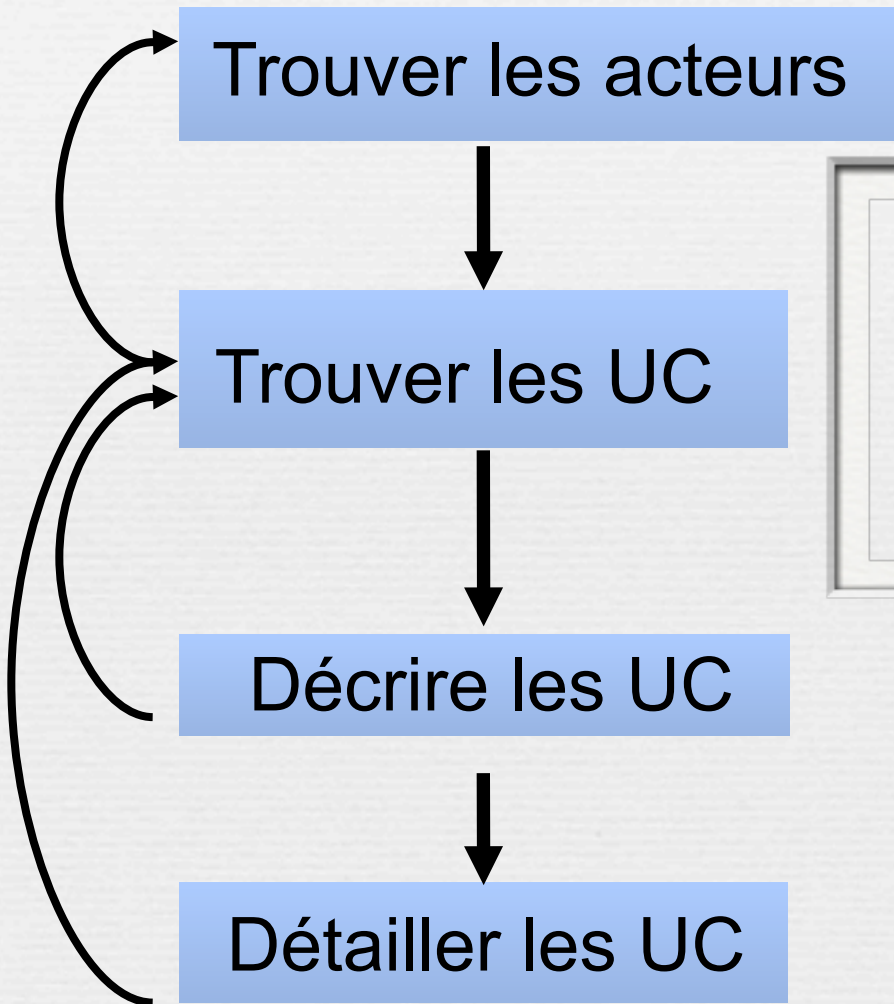 Trouver les acteurs
Trouver les UC
Décrire les UC
Détailler les UC